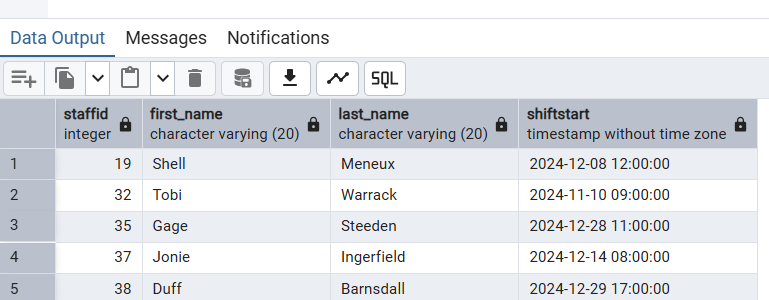 Data Output Messages Notifications
SQL
staffid first_name last_name shiftstart
integer character varying (20) character varying (20) timestamp without time zone
1 19 Shell Meneux 2024-12-08 12:00:00
2 32 Tobi Warrack 2024-11-10 09:00:00
3 35 Gage Steeden 2024-12-28 11:00:00
4 37 Jonie Ingerfield 2024-12-14 08:00:00
5 38 Duff Barnsdall 2024-12-29 17:00:00